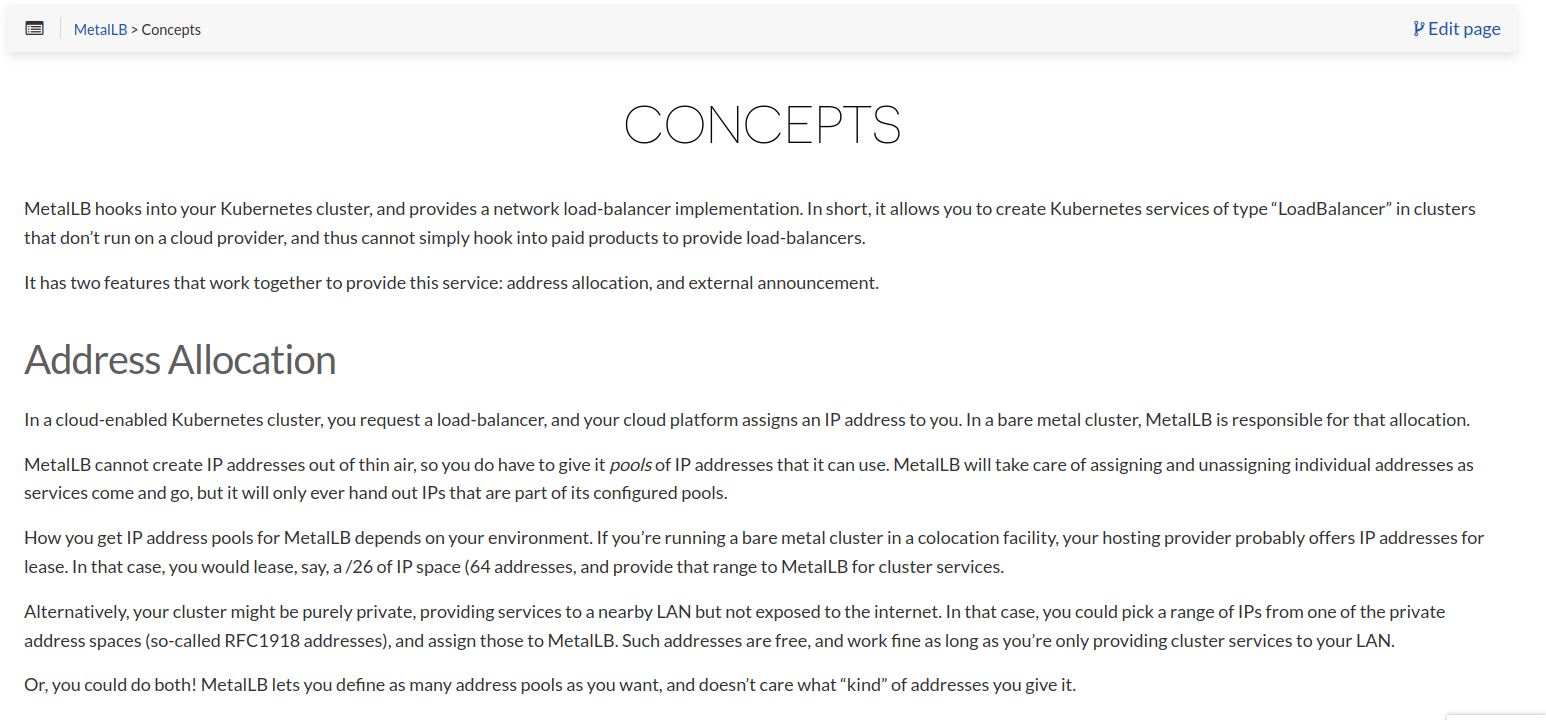 MetalLB > Concepts
Edit page
CONCEPTS
MetalLB hooks into your Kubernetes cluster, and provides a network load-balancer implementation. In short, it allows you to create Kubernetes services of type “LoadBalancer” in clusters
that don’t run on a cloud provider, and thus cannot simply hook into paid products to provide load-balancers.
It has two features that work together to provide this service: address allocation, and external announcement.
Address Allocation
In a cloud-enabled Kubernetes cluster, you request a load-balancer, and your cloud platform assigns an IP address to you. In a bare metal cluster, MetalLB is responsible for that allocation.
MetalLB cannot create IP addresses out of thin air, so you do have to give it pools of IP addresses that it can use. MetalLB will take care of assigning and unassigning individual addresses as
services come and go, but it will only ever hand out IPs that are part of its configured pools.
How you get IP address pools for MetalLB depends on your environment. If you’re running a bare metal cluster in a colocation facility, your hosting provider probably offers IP addresses for
lease. In that case, you would lease, say, a /26 of IP space (64 addresses, and provide that range to MetalLB for cluster services.
Alternatively, your cluster might be purely private, providing services to a nearby LAN but not exposed to the internet. In that case, you could pick a range of IPs from one of the private
address spaces (so-called RFC1918 addresses), and assign those to MetalLB. Such addresses are free, and work fine as long as you’re only providing cluster services to your LAN.
Or, you could do both! MetalLB lets you define as many address pools as you want, and doesn’t care what “kind” of addresses you give it.